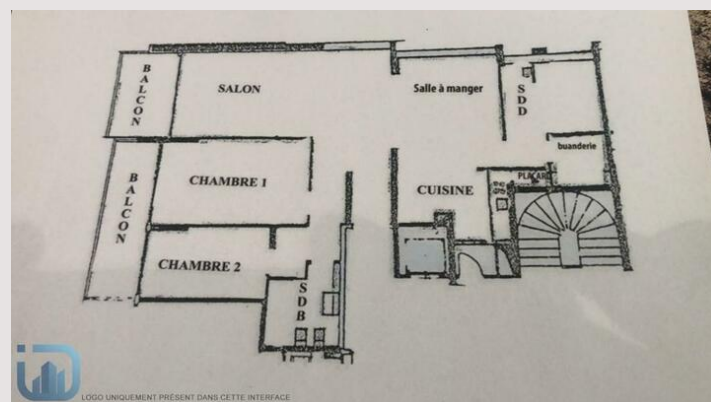 BALCON
SALON
Salle à manger
SDD
buanderie
BALCON
CHAMBRE 1
CUISINE
PLACAR
CHAMBRE 2
SDB
LOGO UNIQUEMENT PRÉSENT DANS CETTE INTERFACE